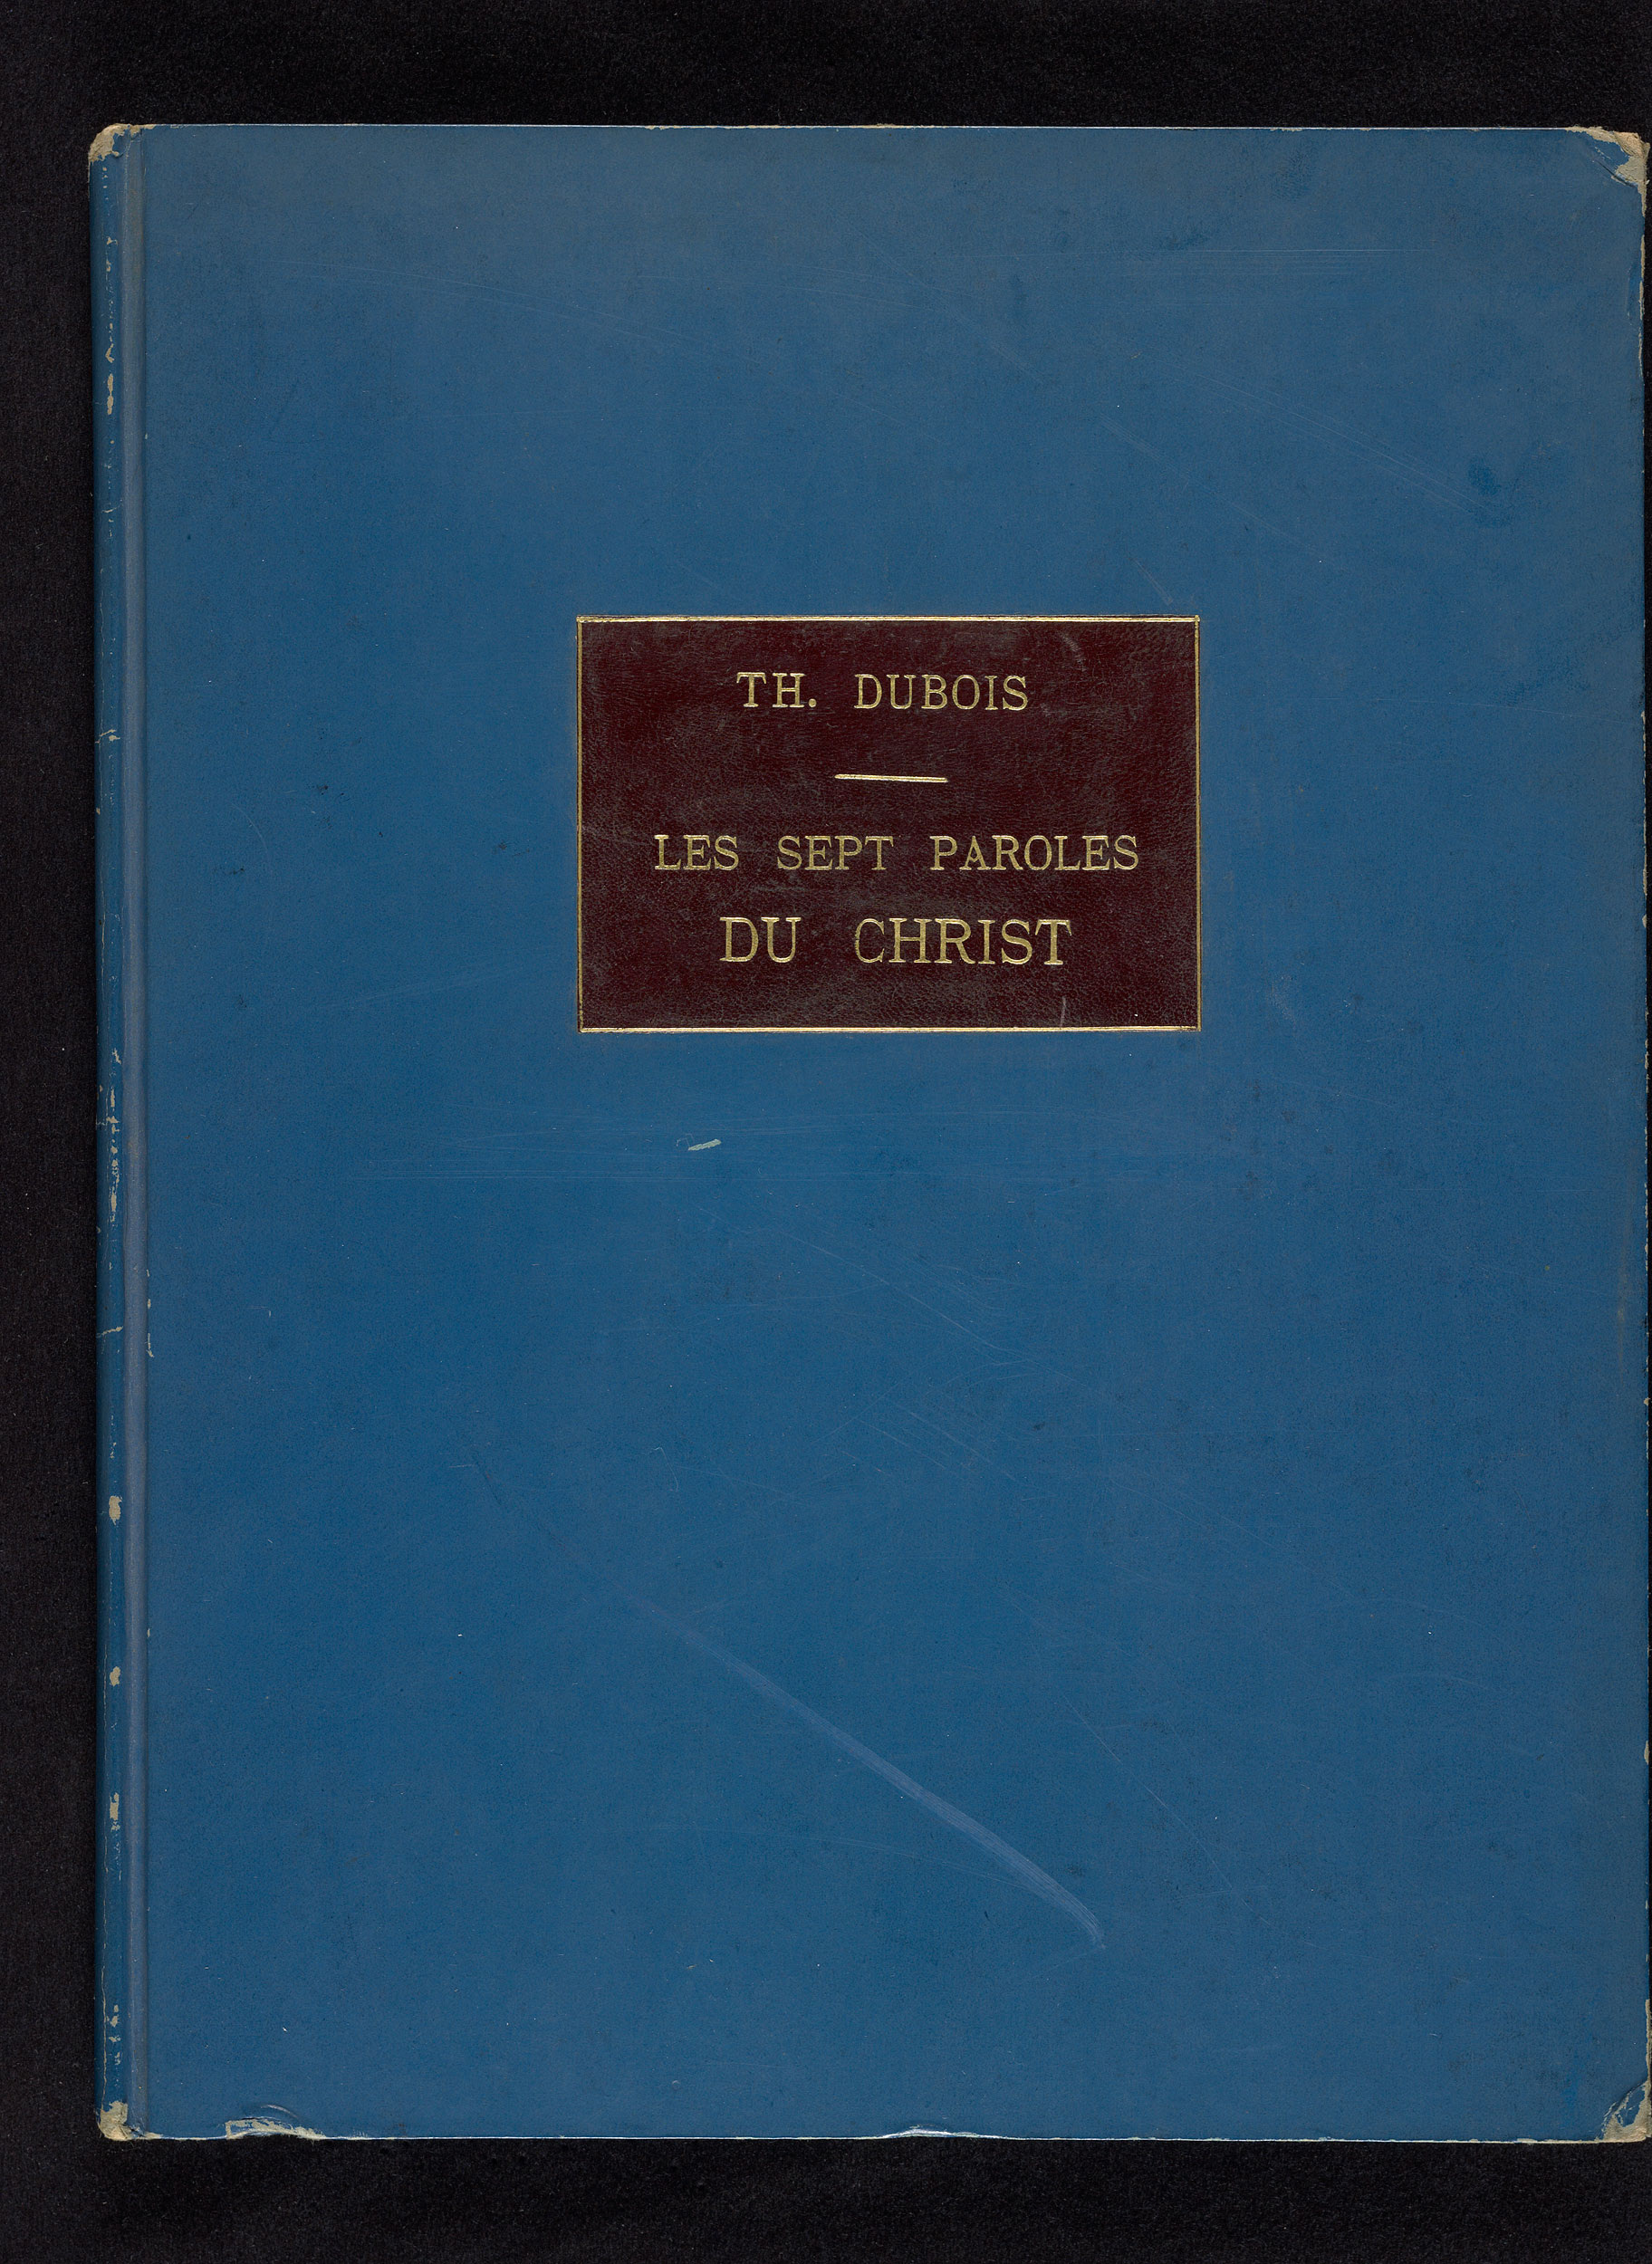 TH. DUBOIS
LES SEPT PAROLES
DU CHRIST